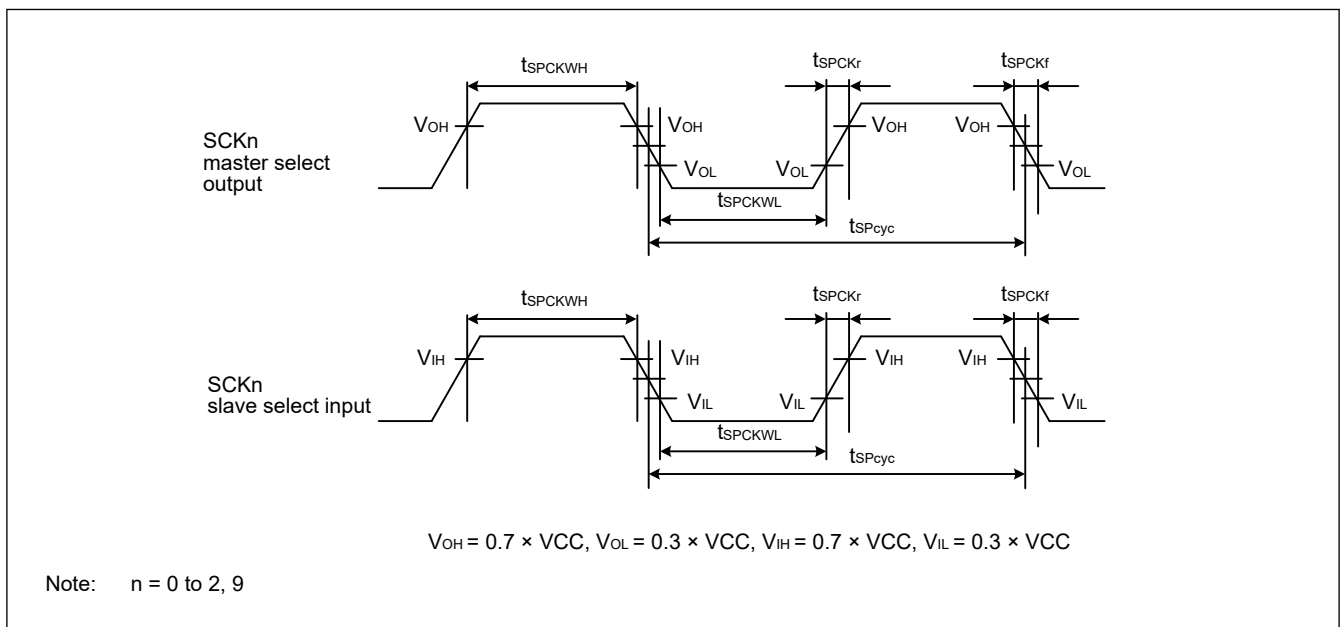 tSPCKWH
tSPCKr
tSPCKf
SCKn
master select
output
VOH
VOH
VOL
VOL
VOH
VOH
VOL
tSPCKWL
tSPcyc
tSPCKWH
tSPCKr
tSPCKf
SCKn
slave select input
VIH
VIH
VIL
VIL
VIH
VIH
VIL
tSPCKWL
tSPcyc
VOH = 0.7 × VCC, VOL = 0.3 × VCC, VIH = 0.7 × VCC, VIL = 0.3 × VCC
Note: n = 0 to 2, 9